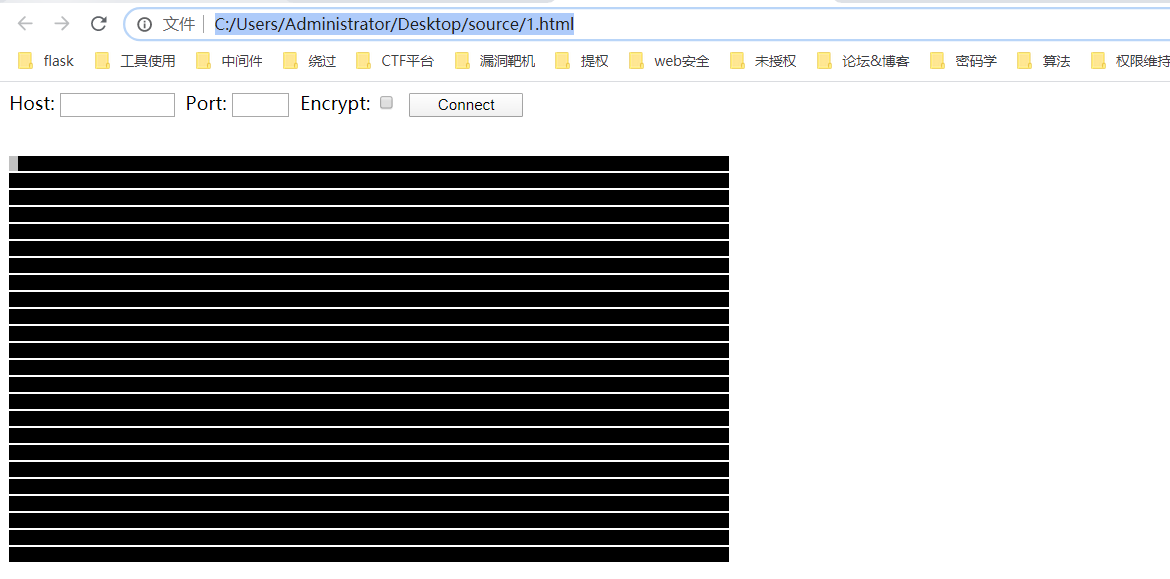 文件 C:/Users/Administrator/Desktop/source/1.html
flask 工具使用 中间件 绕过 CTF平台 漏洞靶机 提权 web安全 未授权 论坛&博客 密码学 算法 权限维持
Host: Port: Encrypt: Connect